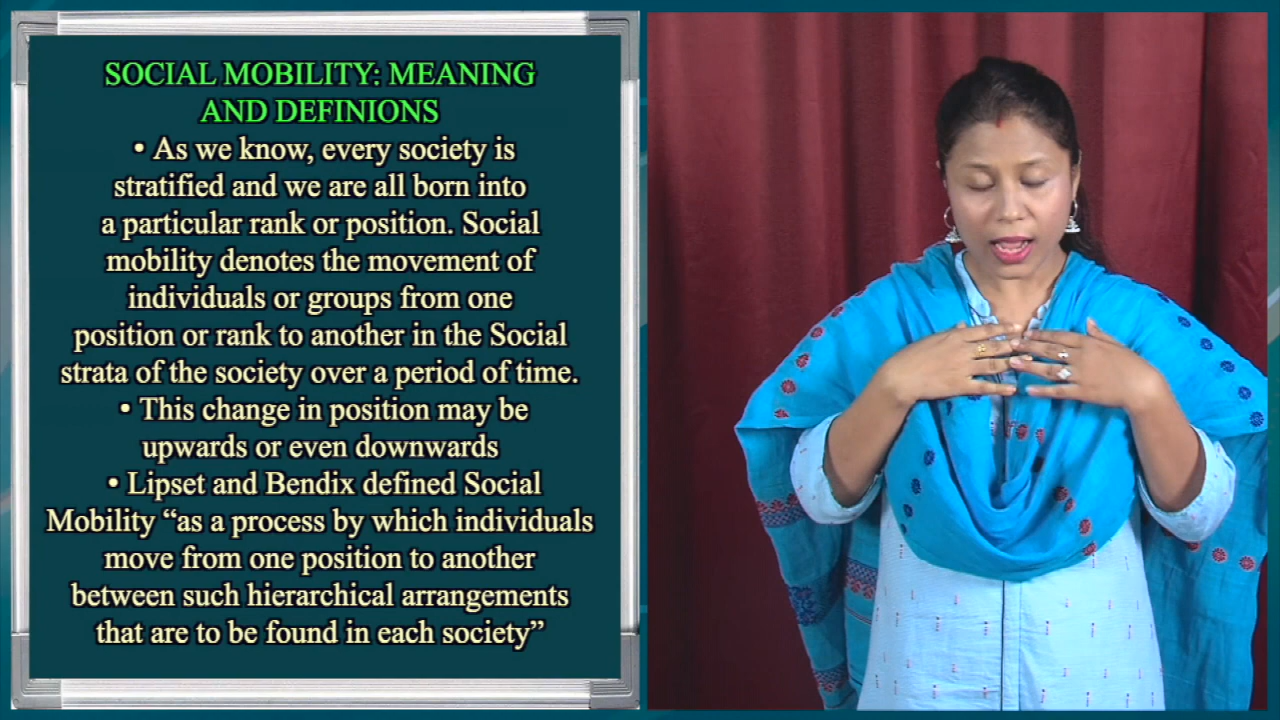 SOCIAL MOBILITY: MEANING
AND DEFINIONS
• As we know, every society is
stratified and we are all born into
a particular rank or position. Social
mobility denotes the movement of
individuals or groups from one
position or rank to another in the Social
strata of the society over a period of time.
• This change in position may be
upwards or even downwards
• Lipset and Bendix defined Social
Mobility “as a process by which individuals
move from one position to another
between such hierarchical arrangements
that are to be found in each society”